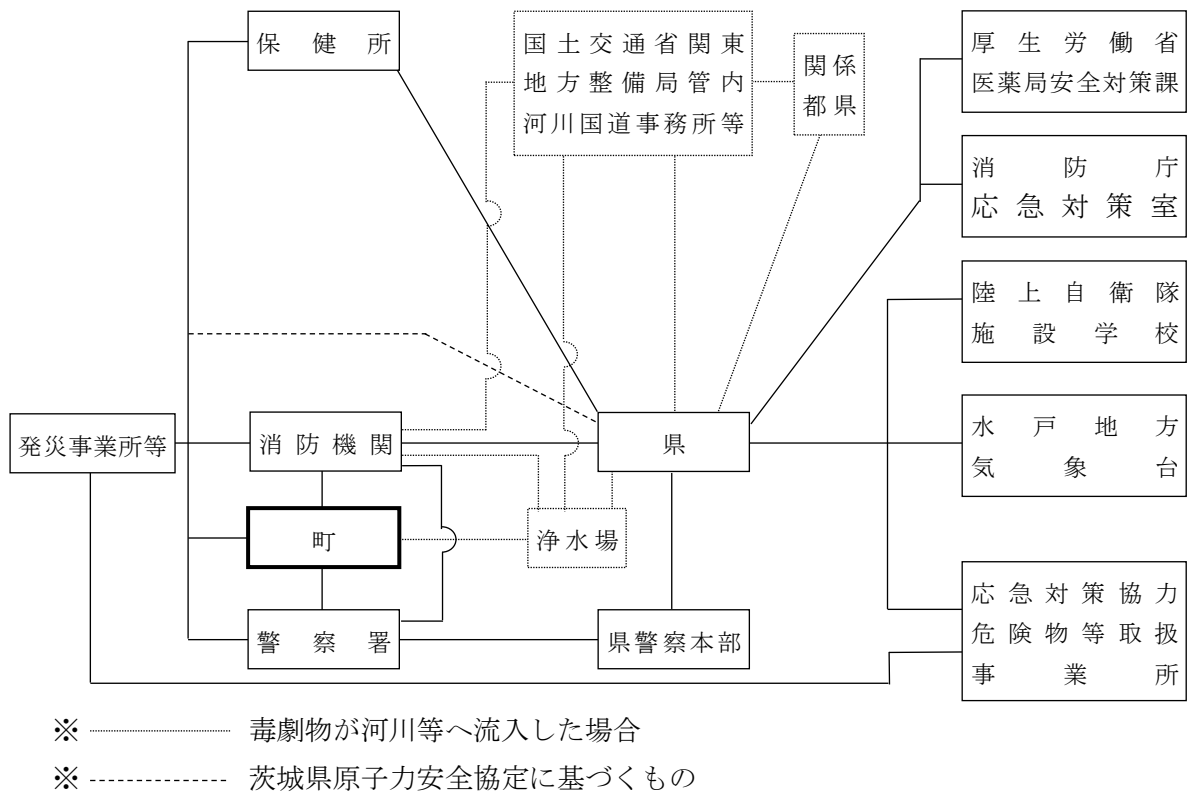 保健所
国土交通省関東
地方整備局管内
河川国道事務所等
関係
都県
厚生労働省
医薬局安全対策課
消防庁
応急対策室
陸上自衛隊
施設学校
発災事業所等
消防機関
県
水戸地方
気象台
町
浄水場
警察署
県警察本部
応急対策協力
危険物等取扱
事業所
※ 毒劇物が河川等へ流入した場合
※ 茨城県原子力安全協定に基づくもの